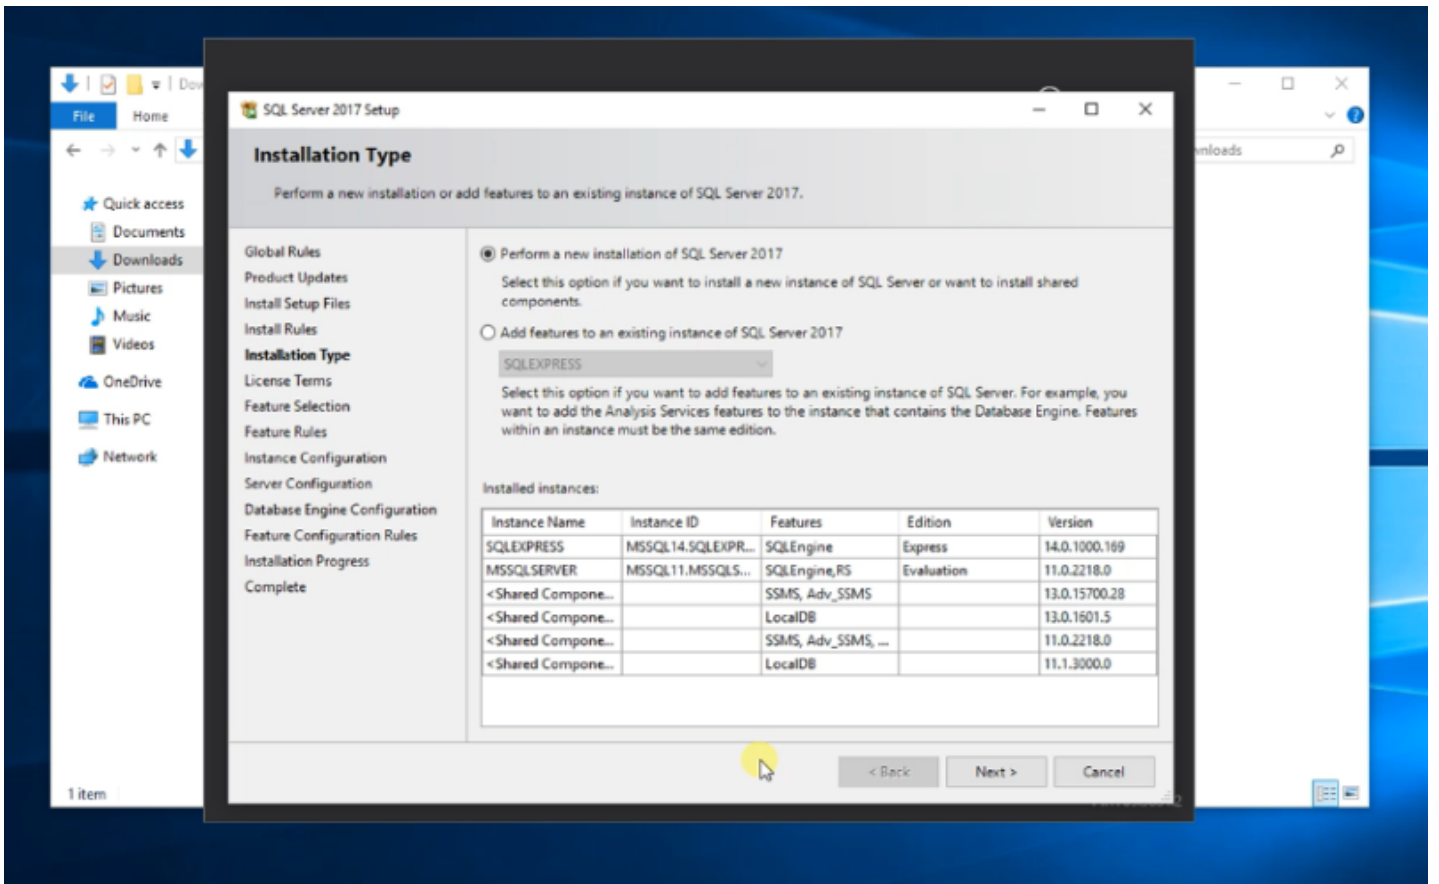 Dow
SQL Server 2017 Setup
File
Home
Installation Type
Perform a new installation or add features to an existing instance of SQL Server 2017.
Quick access
Documents
Downloads
Pictures
Music
Videos
OneDrive
This PC
Network
1 item
Global Rules
Product Updates
Install Setup Files
Install Rules
Installation Type
License Terms
Feature Selection
Feature Rules
Instance Configuration
Server Configuration
Database Engine Configuration
Feature Configuration Rules
Installation Progress
Complete
Perform a new installation of SQL Server 2017
Select this option if you want to install a new instance of SQL Server or want to install shared
components.
Add features to an existing instance of SQL Server 2017
SQLEXPRESS
Select this option if you want to add features to an existing instance of SQL Server. For example, you
want to add the Analysis Services features to the instance that contains the Database Engine. Features
within an instance must be the same edition.
Installed instances:
Instance Name Instance ID Features Edition Version
SQLEXPRESS MSSQL14.SQLEXPR... SQLEngine Express 14.0.1000.169
MSSQLSERVER MSSQL11.MSSQLS... SQLEngine,RS Evaluation 11.0.2218.0
<Shared Compone... SSMS, Adv_SSMS 13.0.15700.28
<Shared Compone... LocalDB 13.0.1601.5
<Shared Compone... SSMS, Adv_SSMS, ... 11.0.2218.0
<Shared Compone... LocalDB 11.1.3000.0
< Back Next > Cancel
wnloads